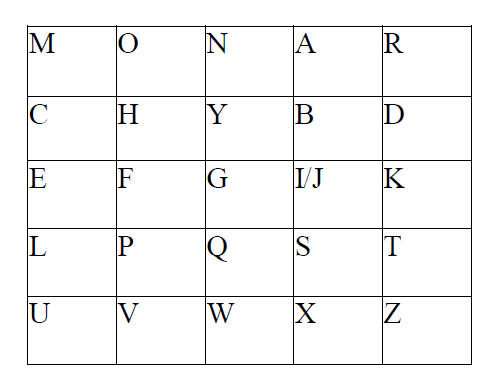 M O N A R
C H Y B D
E F G I/J K
L P Q S T
U V W X Z